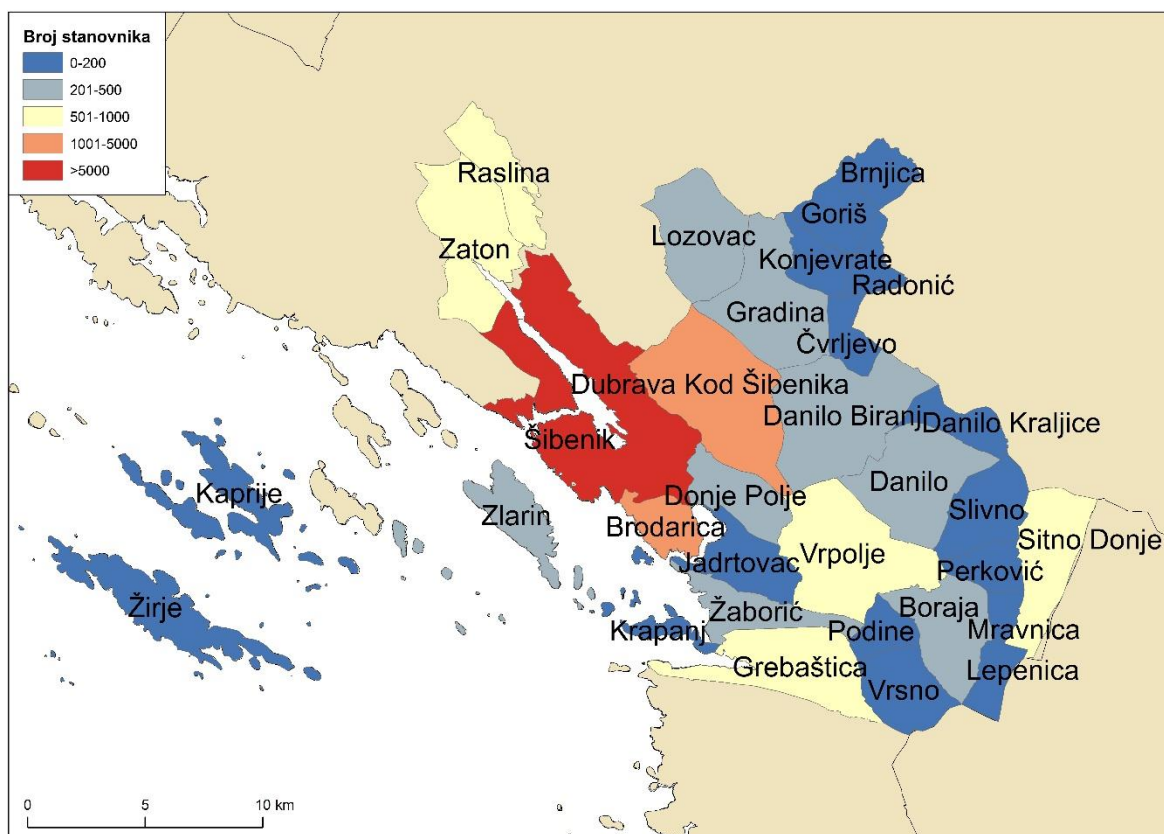 Broj stanovnika
0-200
201-500
501-1000
1001-5000
>5000
Raslina
Brnjica
Goriš
Lozovac
Zaton
Konjevrate
Radonić
Gradina
Čvrljevo
Dubrava Kod Šibenika
Danilo Biranj
Danilo Kraljice
Šibenik
Danilo
Kaprije
Donje Polje
Zlarin
Slivno
Brodarica
Sitno Donje
Vrpolje
Jadrtovac
Perković
Žirje
Žaborić
Boraja
Krapanj
Podine
Mravnica
Grebaštica
Lepenica
Vrsno
0 5 10 km